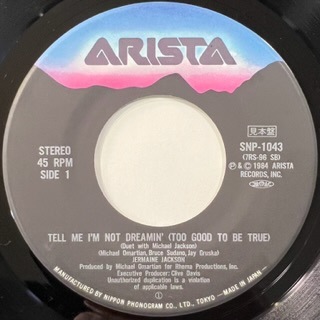 ARISTA
STEREO
45 RPM
SIDE 1
見本盤
SNP-1043
(7RS-98 SB)
℗ & © 1984 ARISTA
RECORDS, INC.
TELL ME I'M NOT DREAMIN' (TOO GOOD TO BE TRUE)
(Duet with Michael Jackson)
(Michael Omartian, Bruce Sudano, Jay Gruska)
JERMAINE JACKSON
Produced by Michael Omartian for Rhema Productions, Inc.
Executive Producer: Clive Davis
Unauthorized duplication is a violation
of applicable laws.
MANUFACTURED BY NIPPON PHONOGRAM CO., LTD., TOKYO – MADE IN JAPAN –